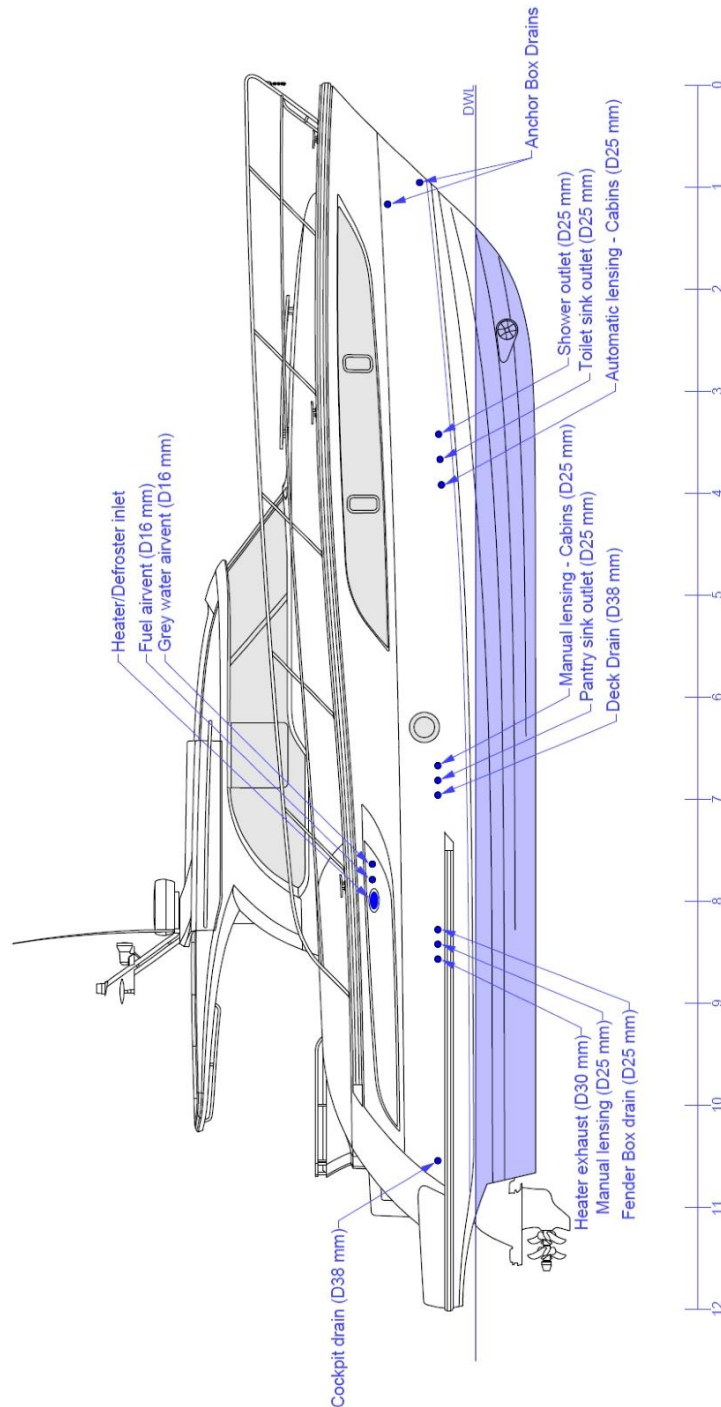 Heater/Defroster inlet
Fuel airvent (D16 mm)
Grey water airvent (D16 mm)
DWL
Anchor Box Drains
Shower outlet (D25 mm)
Toilet sink outlet (D25 mm)
Automatic lensing - Cabins (D25 mm)
Manual lensing - Cabins (D25 mm)
Pantry sink outlet (D25 mm)
Deck Drain (D38 mm)
Heater exhaust (D30 mm)
Manual lensing (D25 mm)
Fender Box drain (D25 mm)
Cockpit drain (D38 mm)
12 11 10 9 8 7 6 5 4 3 2 1 0